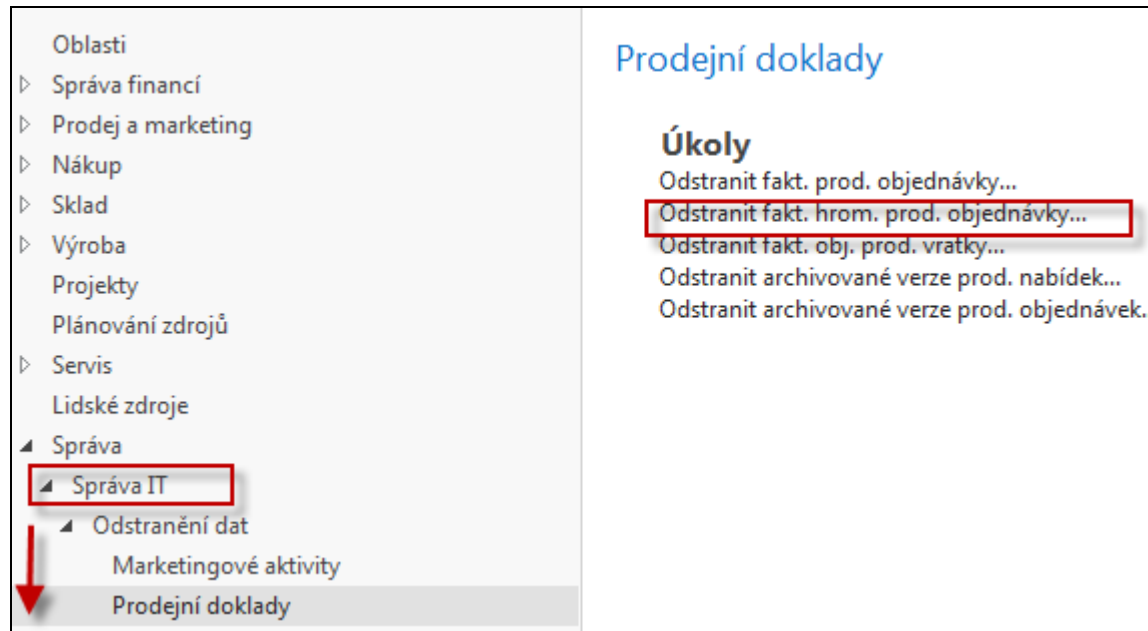 Oblasti
Správa financí
Prodej a marketing
Nákup
Sklad
Výroba
Projekty
Plánování zdrojů
Servis
Lidské zdroje
Správa
Správa IT
Odstranění dat
Marketingové aktivity
Prodejní doklady
Prodejní doklady
Úkoly
Odstranit fakt. prod. objednávky...
Odstranit fakt. hrom. prod. objednávky...
Odstranit fakt. obj. prod. vratky...
Odstranit archivované verze prod. nabídek...
Odstranit archivované verze prod. objednávek.